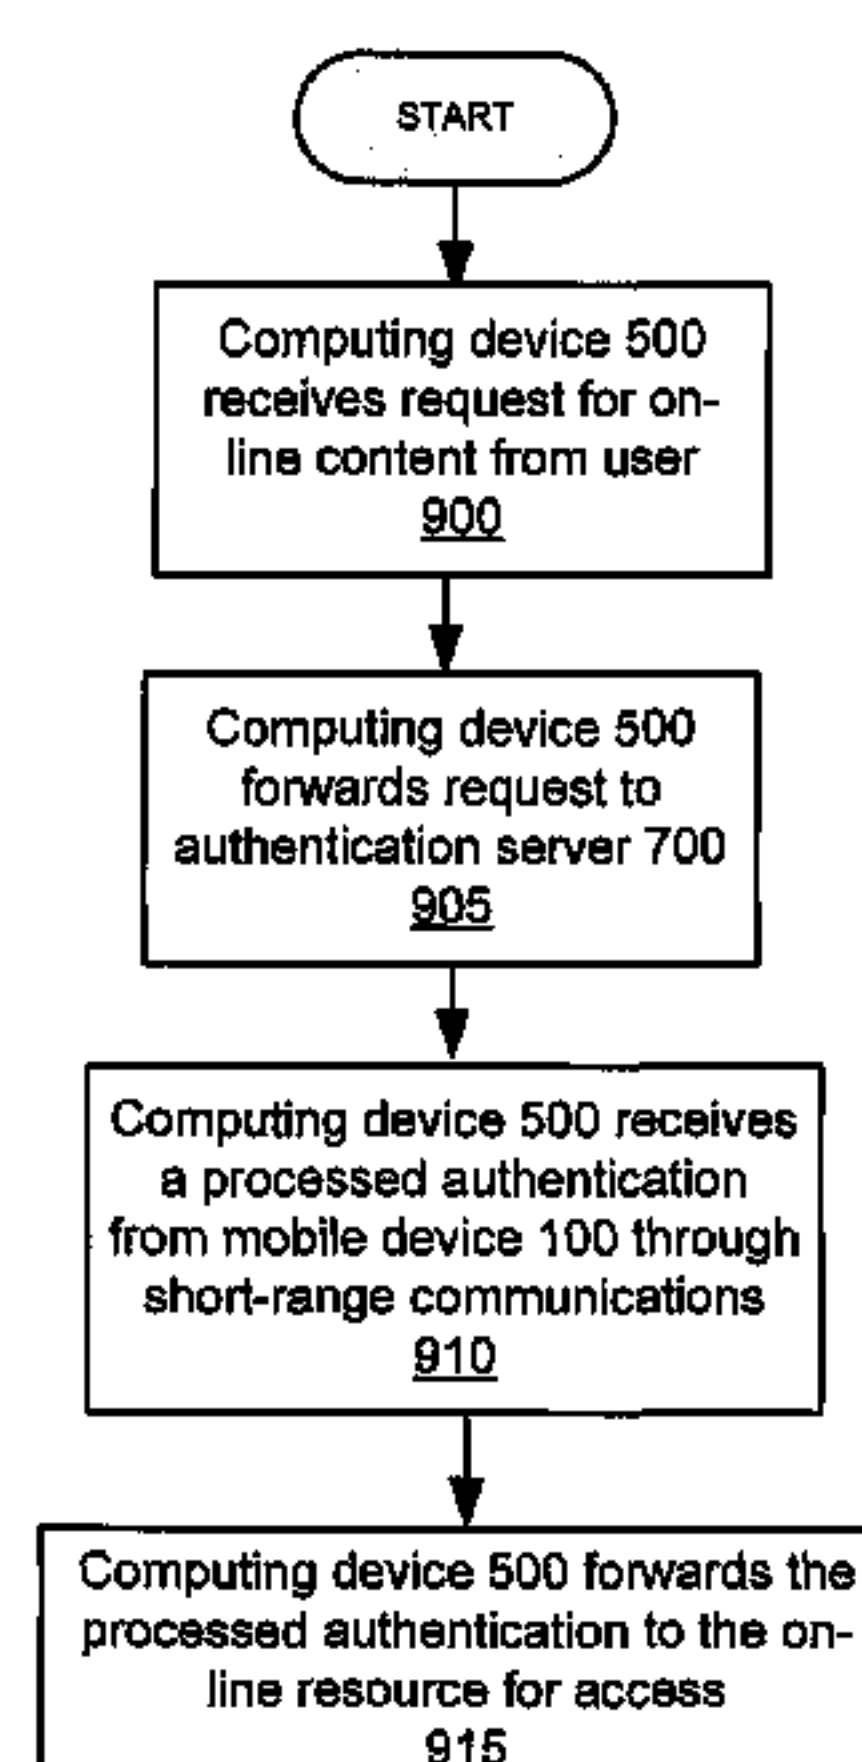 START
Computing device 500
receives request for on-
line content from user
900
Computing device 500
forwards request to
authentication server 700
905
Computing device 500 receives
a processed authentication
from mobile device 100 through
short-range communications
910
Computing device 500 forwards the
processed authentication to the on-
line resource for access
915